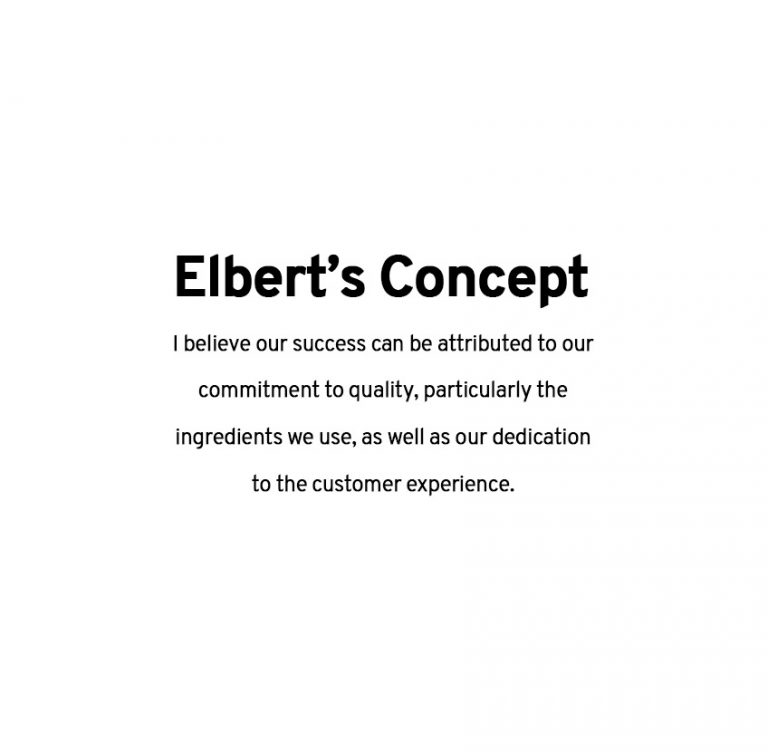 Elbert’s Concept
I believe our success can be attributed to our
commitment to quality, particularly the
ingredients we use, as well as our dedication
to the customer experience.